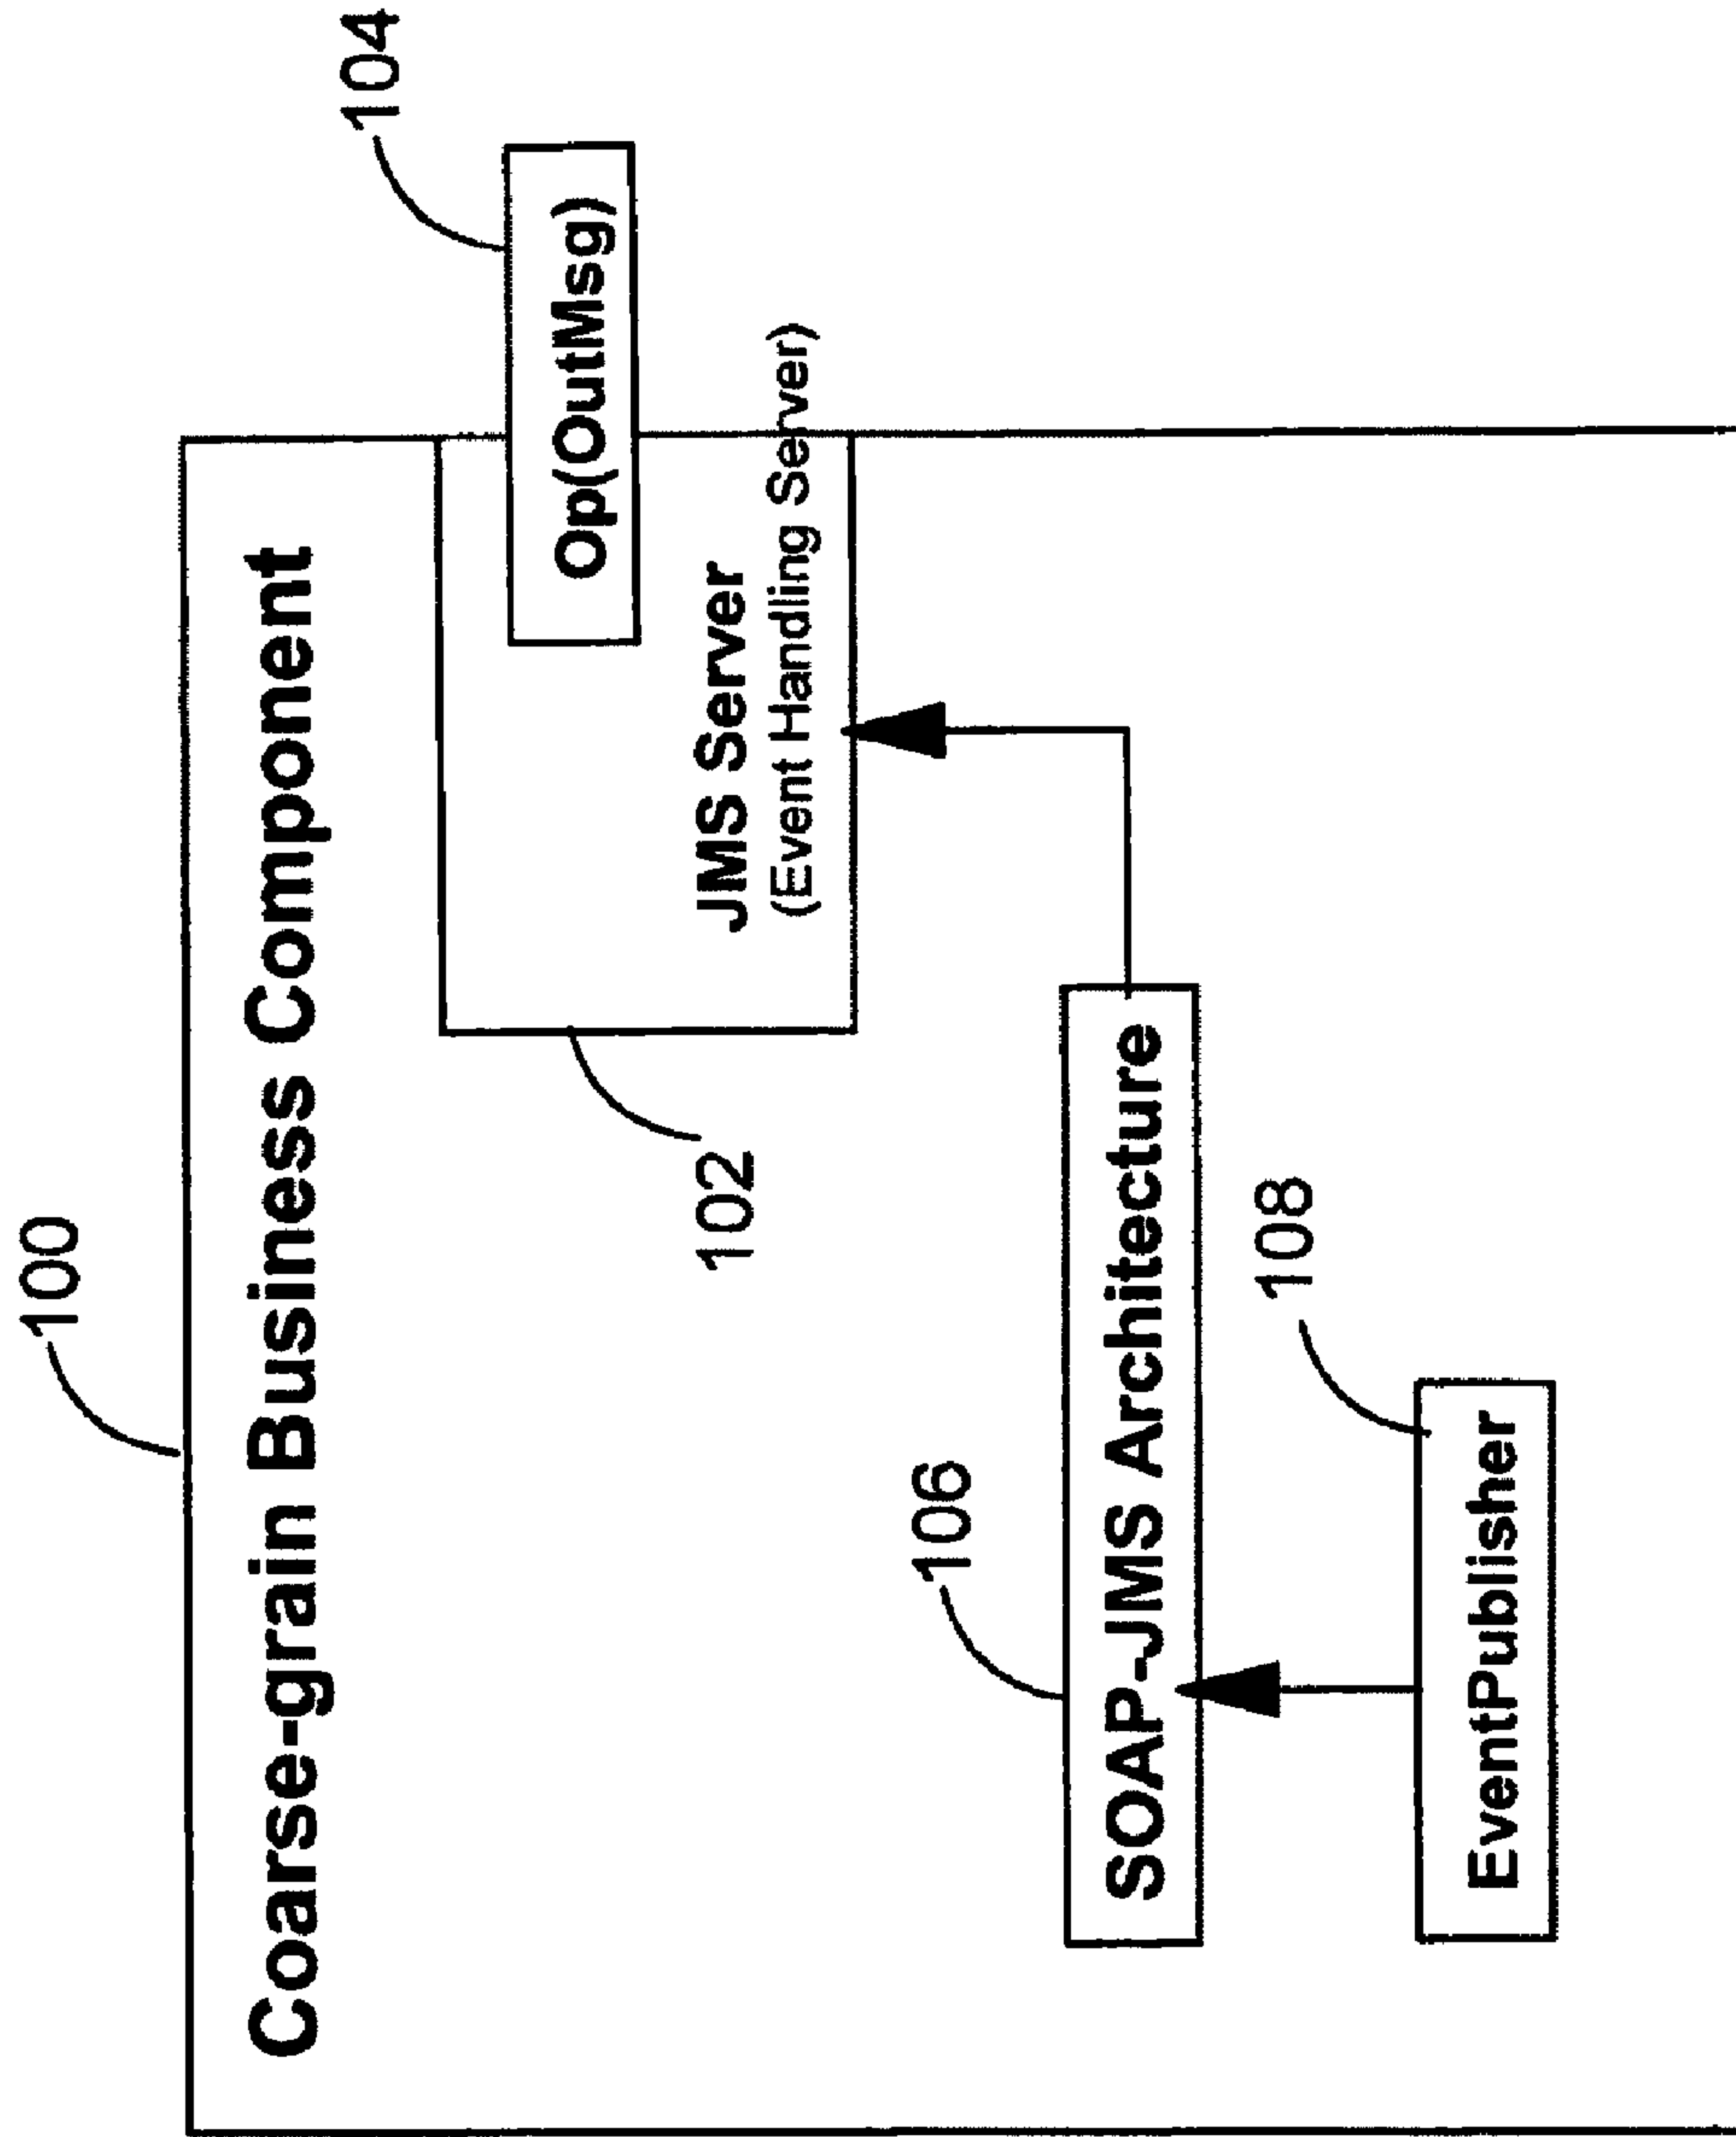 100
Coarse-grain Business Component
104
Op(OutMsg)
JMS Server
(Event Handling Server)
102
106
SOAP-JMS Architecture
108
EventPublisher